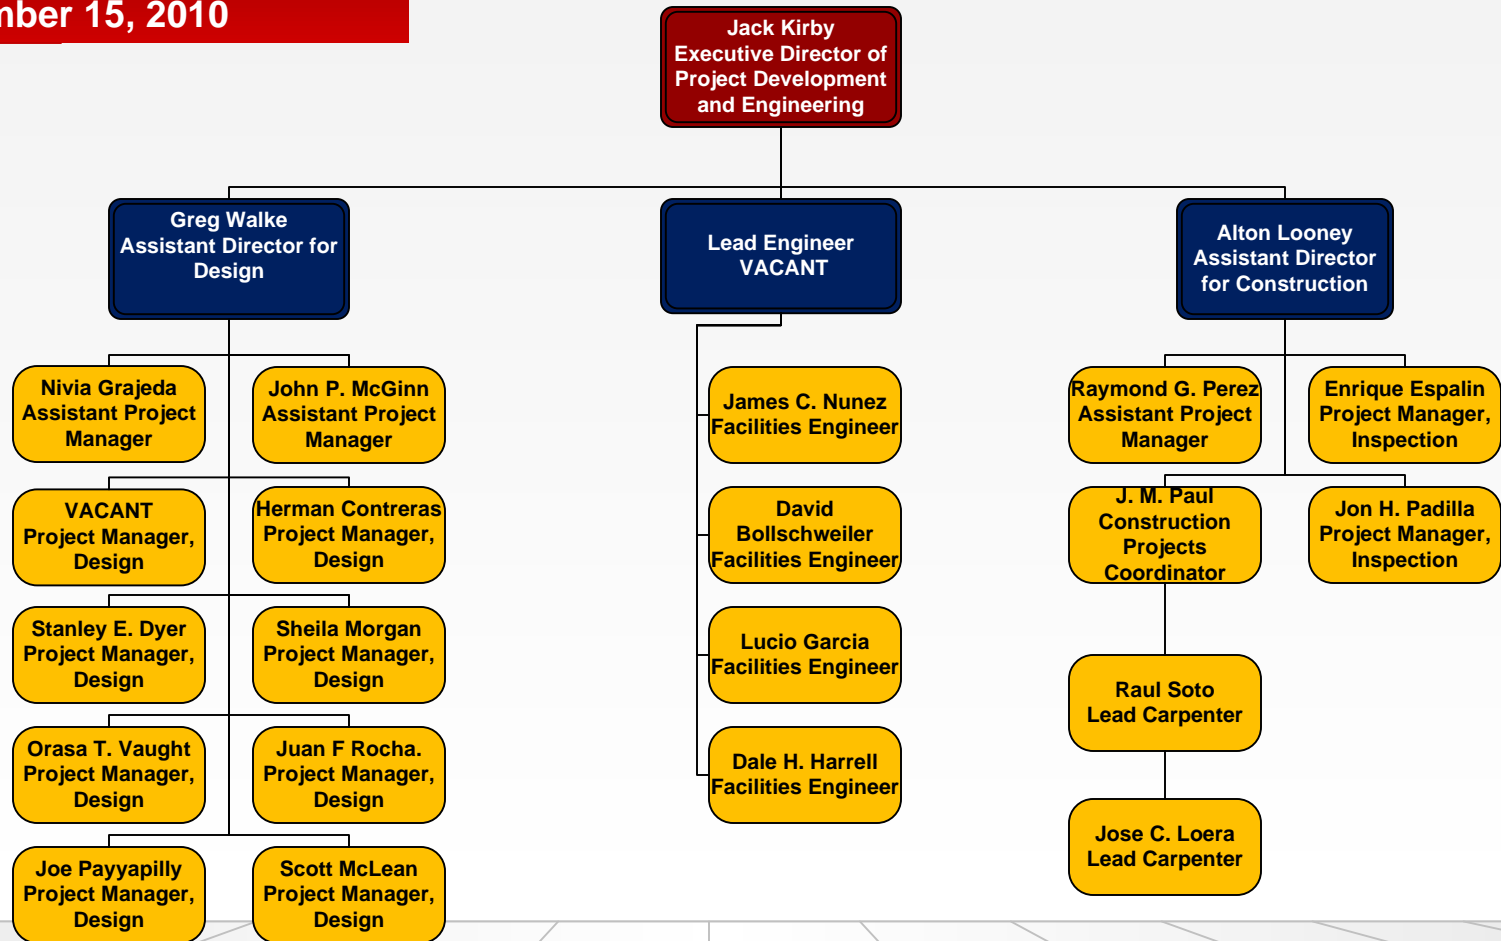 15, 2010
Jack Kirby
Executive Director of
Project Development
and Engineering
Greg Walke
Assistant Director for
Design
Lead Engineer
VACANT
Alton Looney
Assistant Director
for Construction
Nivia Grajeda
Assistant Project
Manager
John P. McGinn
Assistant Project
Manager
VACANT
Project Manager,
Design
Herman Contreras
Project Manager,
Design
Stanley E. Dyer
Project Manager,
Design
Sheila Morgan
Project Manager,
Design
Orasa T. Vaught
Project Manager,
Design
Juan F Rocha.
Project Manager,
Design
Joe Payyapilly
Project Manager,
Design
Scott McLean
Project Manager,
Design
James C. Nunez
Facilities Engineer
David
Bollschweiler
Facilities Engineer
Lucio Garcia
Facilities Engineer
Dale H. Harrell
Facilities Engineer
Raymond G. Perez
Assistant Project
Manager
Enrique Espalin
Project Manager,
Inspection
J. M. Paul
Construction
Projects
Coordinator
Jon H. Padilla
Project Manager,
Inspection
Raul Soto
Lead Carpenter
Jose C. Loera
Lead Carpenter